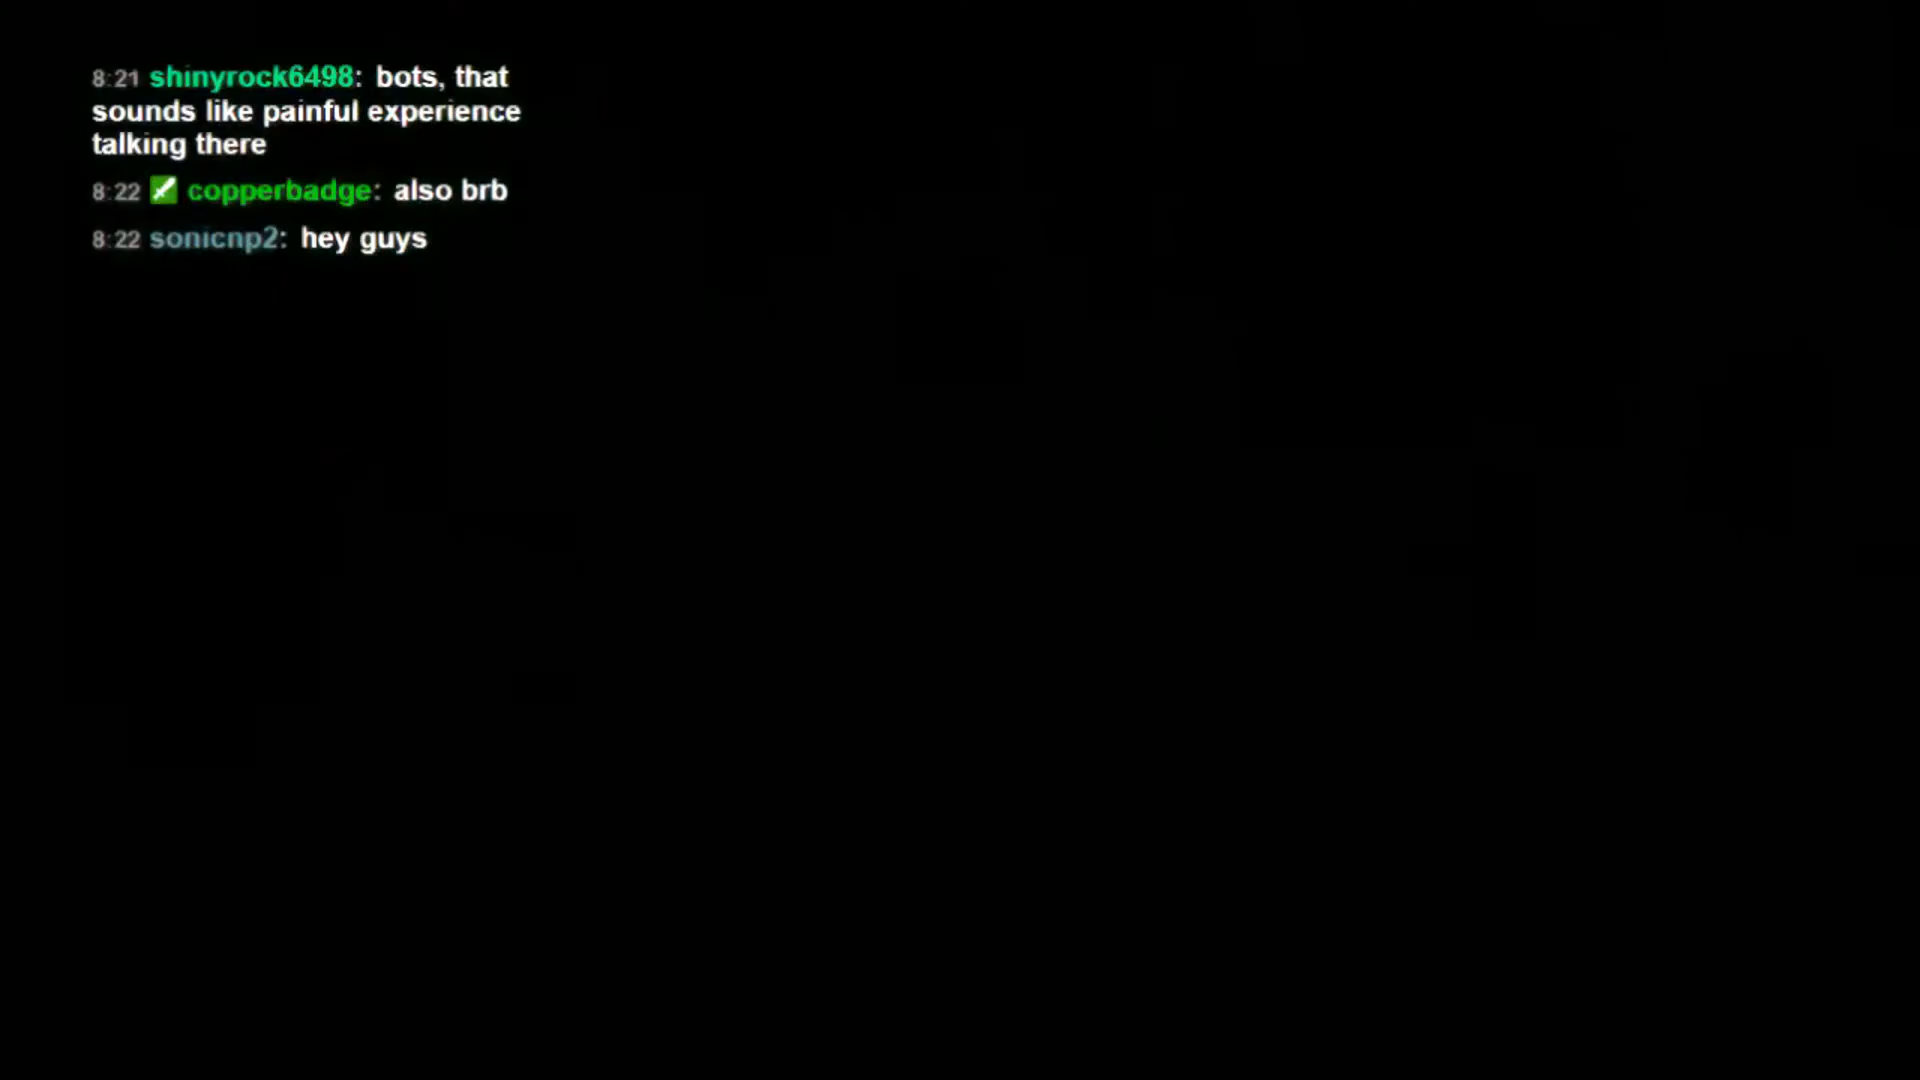 8:21 shinyrock6498: bots, that
sounds like painful experience
talking there
8:22 copperbadge: also brb
8:22 sonicnp2: hey guys